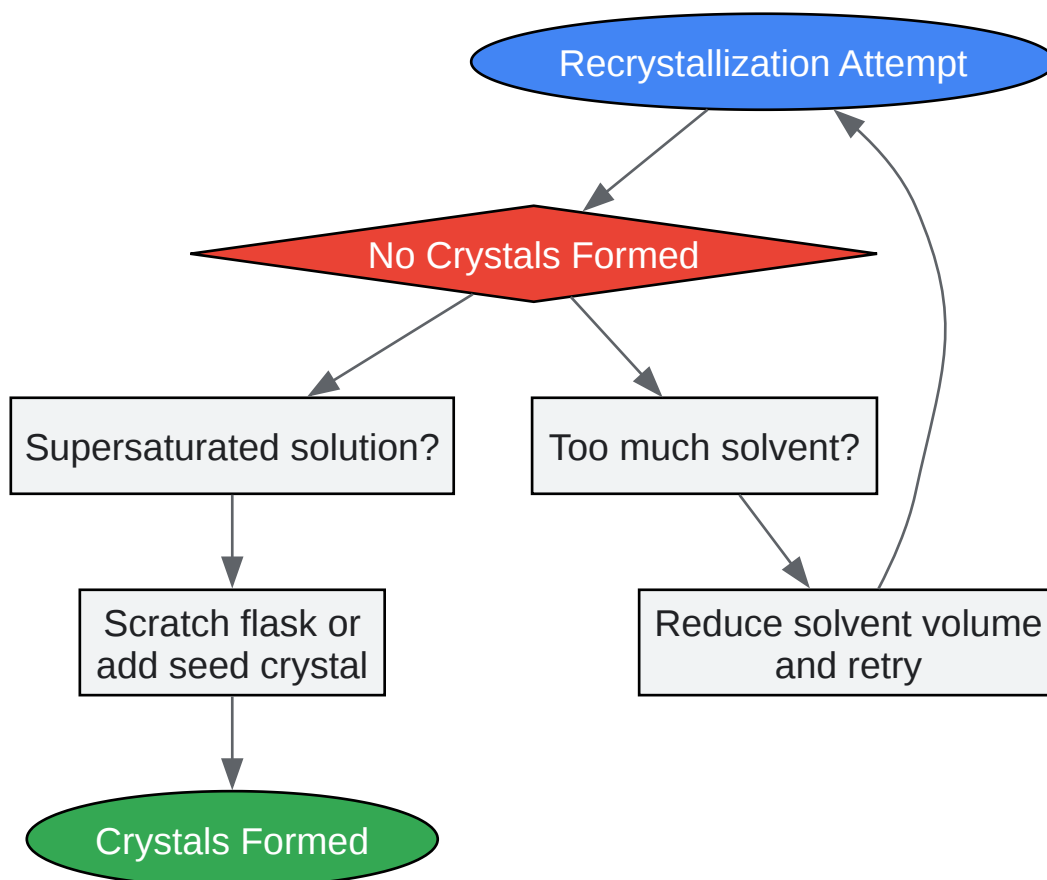 Recrystallization Attempt
No Crystals Formed
Supersaturated solution?
Too much solvent?
Scratch flask or
add seed crystal
Reduce solvent volume
and retry
Crystals Formed